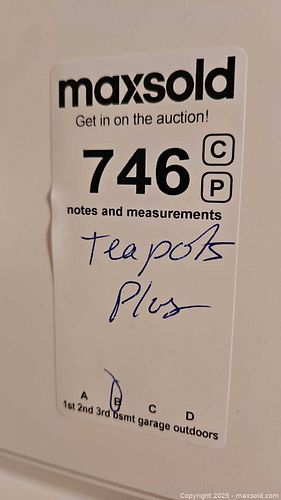 maxsold
Get in on the auction!
746
C
P
notes and measurements
Teapots
Plus
A B C D
1st 2nd 3rd bsmt garage outdoors
Copyright 2025 - maxsold.com